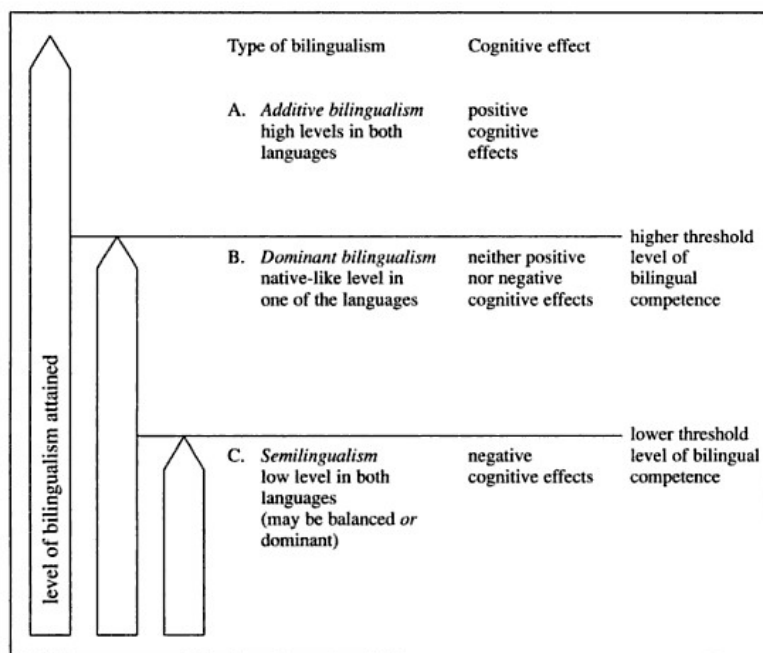 Type of bilingualism Cognitive effect
A. Additive bilingualism positive
high levels in both cognitive
languages effects
higher threshold
B. Dominant bilingualism neither positive level of
native-like level in nor negative bilingual
one of the languages cognitive effects competence
level of bilingualism attained
lower threshold
C. Semilingualism negative level of bilingual
low level in both cognitive effects competence
languages
(may be balanced or
dominant)